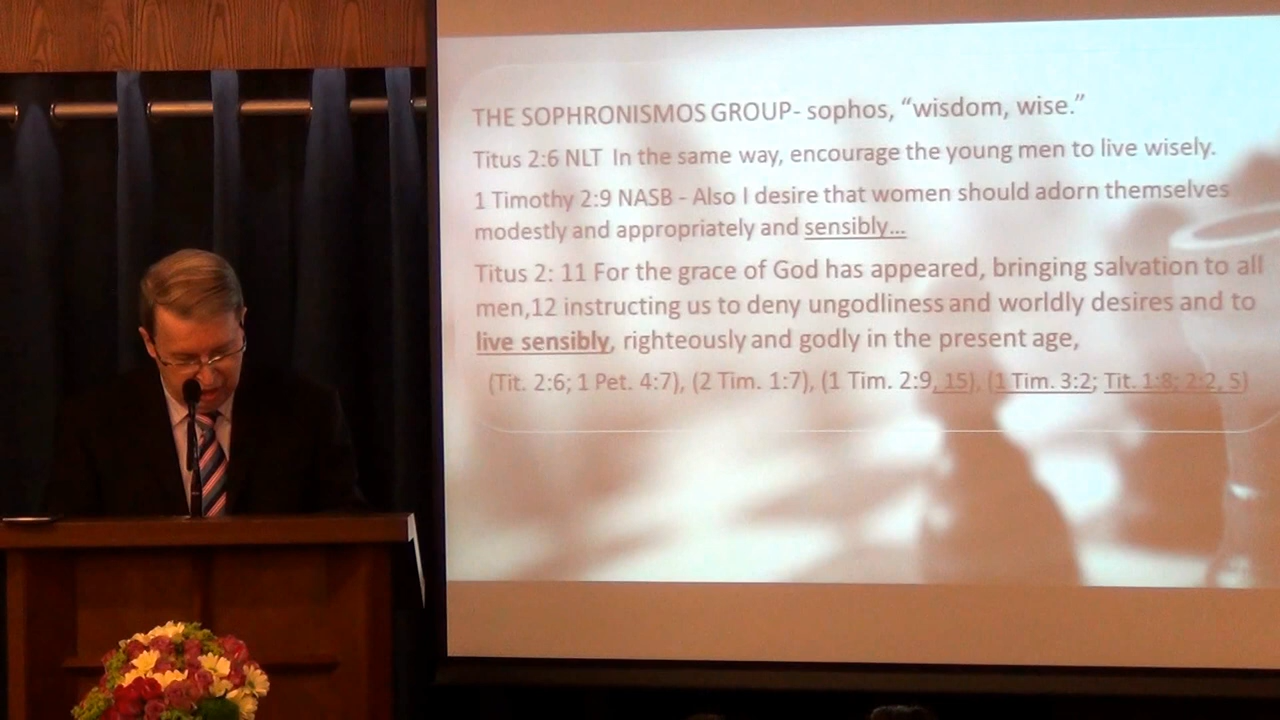 THE SOPHRONISMOS GROUP- sophos, “wisdom, wise.”
Titus 2:6 NLT In the same way, encourage the young men to live wisely.
1 Timothy 2:9 NASB - Also I desire that women should adorn themselves
modestly and appropriately and sensibly…
Titus 2: 11 For the grace of God has appeared, bringing salvation to all
men,12 instructing us to deny ungodliness and worldly desires and to
live sensibly, righteously and godly in the present age,
(Tit. 2:6; 1 Pet. 4:7), (2 Tim. 1:7), (1 Tim. 2:9, 15), (1 Tim. 3:2; Tit. 1:8; 2:2, 5)